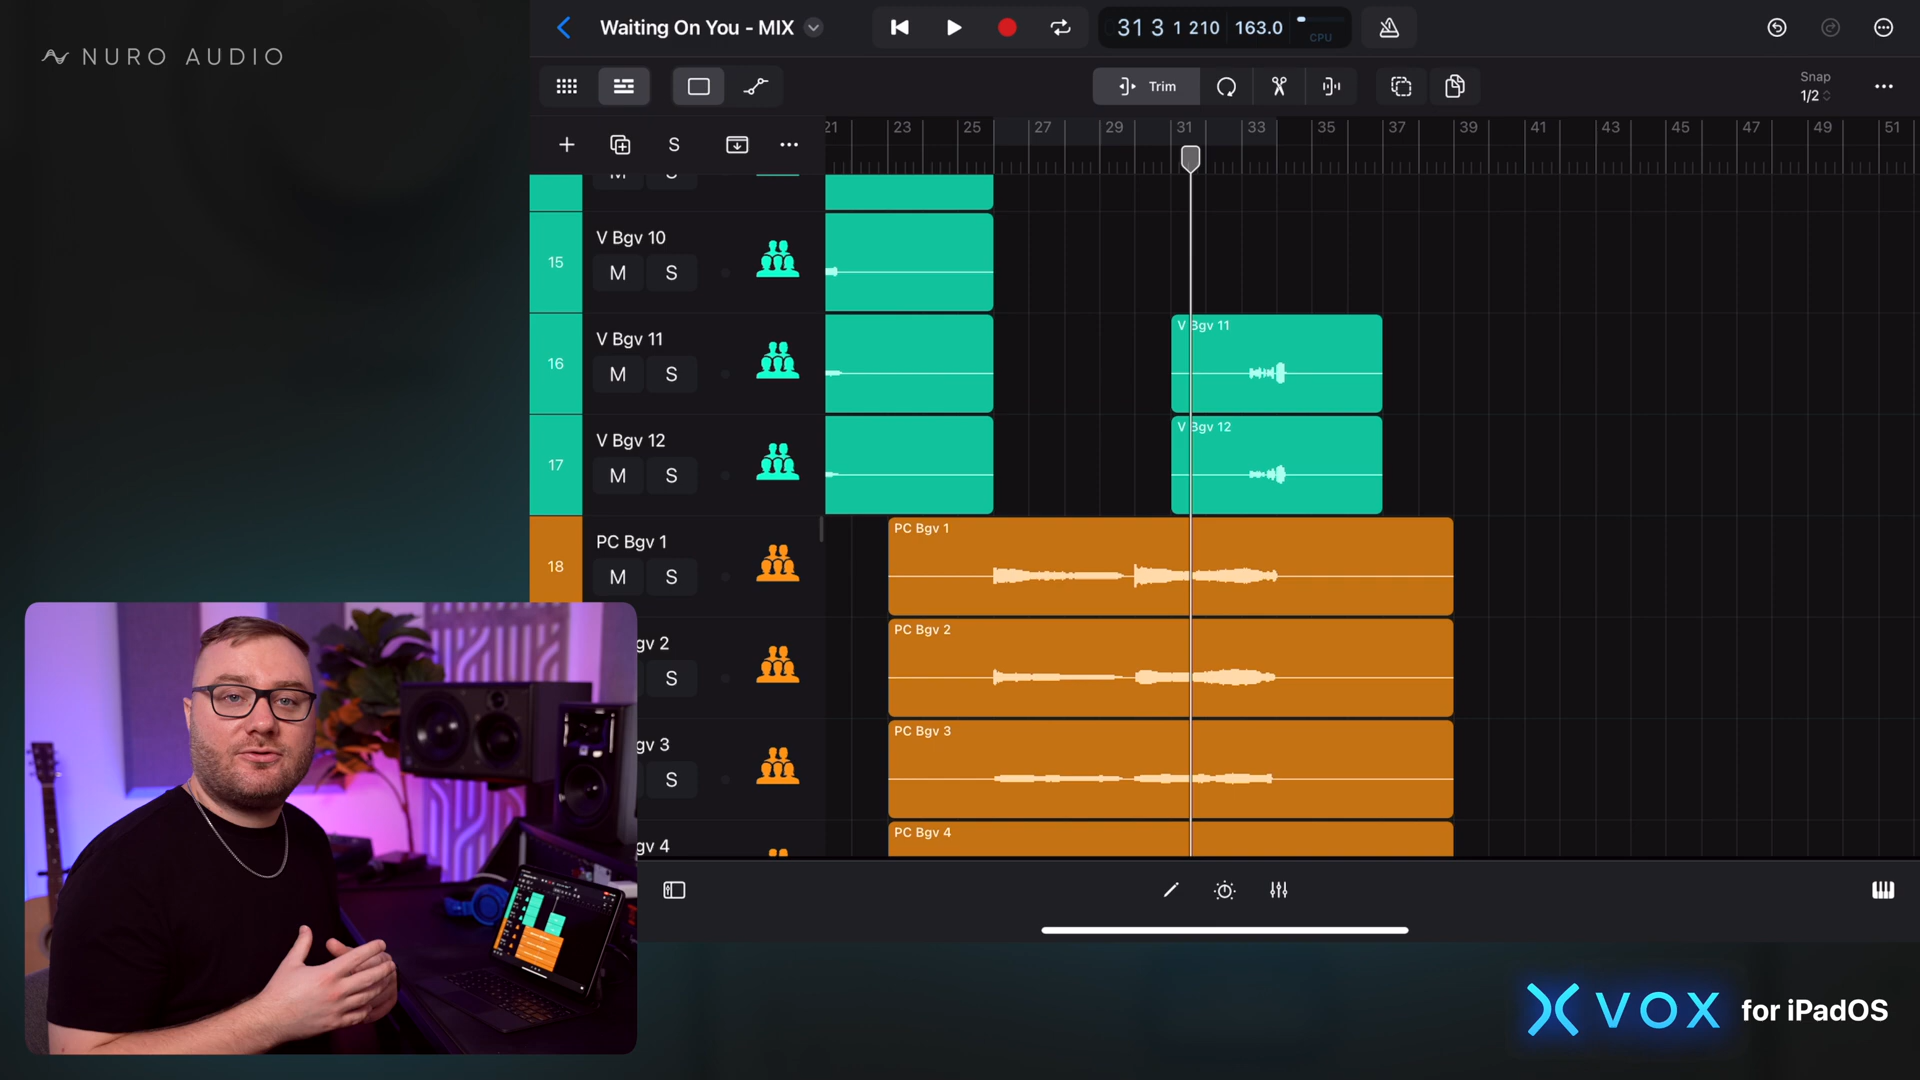 NURO AUDIO
Waiting On You - MIX
31 3 1 210 163.0
CPU
Trim
Snap
1/2
S
21 23 25 27 29 31 33 35 37 39 41 43 45 47 49 51
M S
15
V Bgv 10
M S
16
V Bgv 11
M S
V Bgv 11
17
V Bgv 12
M S
V Bgv 12
18
PC Bgv 1
M S
PC Bgv 1
gv 2
S
PC Bgv 2
gv 3
S
PC Bgv 3
gv 4
PC Bgv 4
VOX for iPadOS